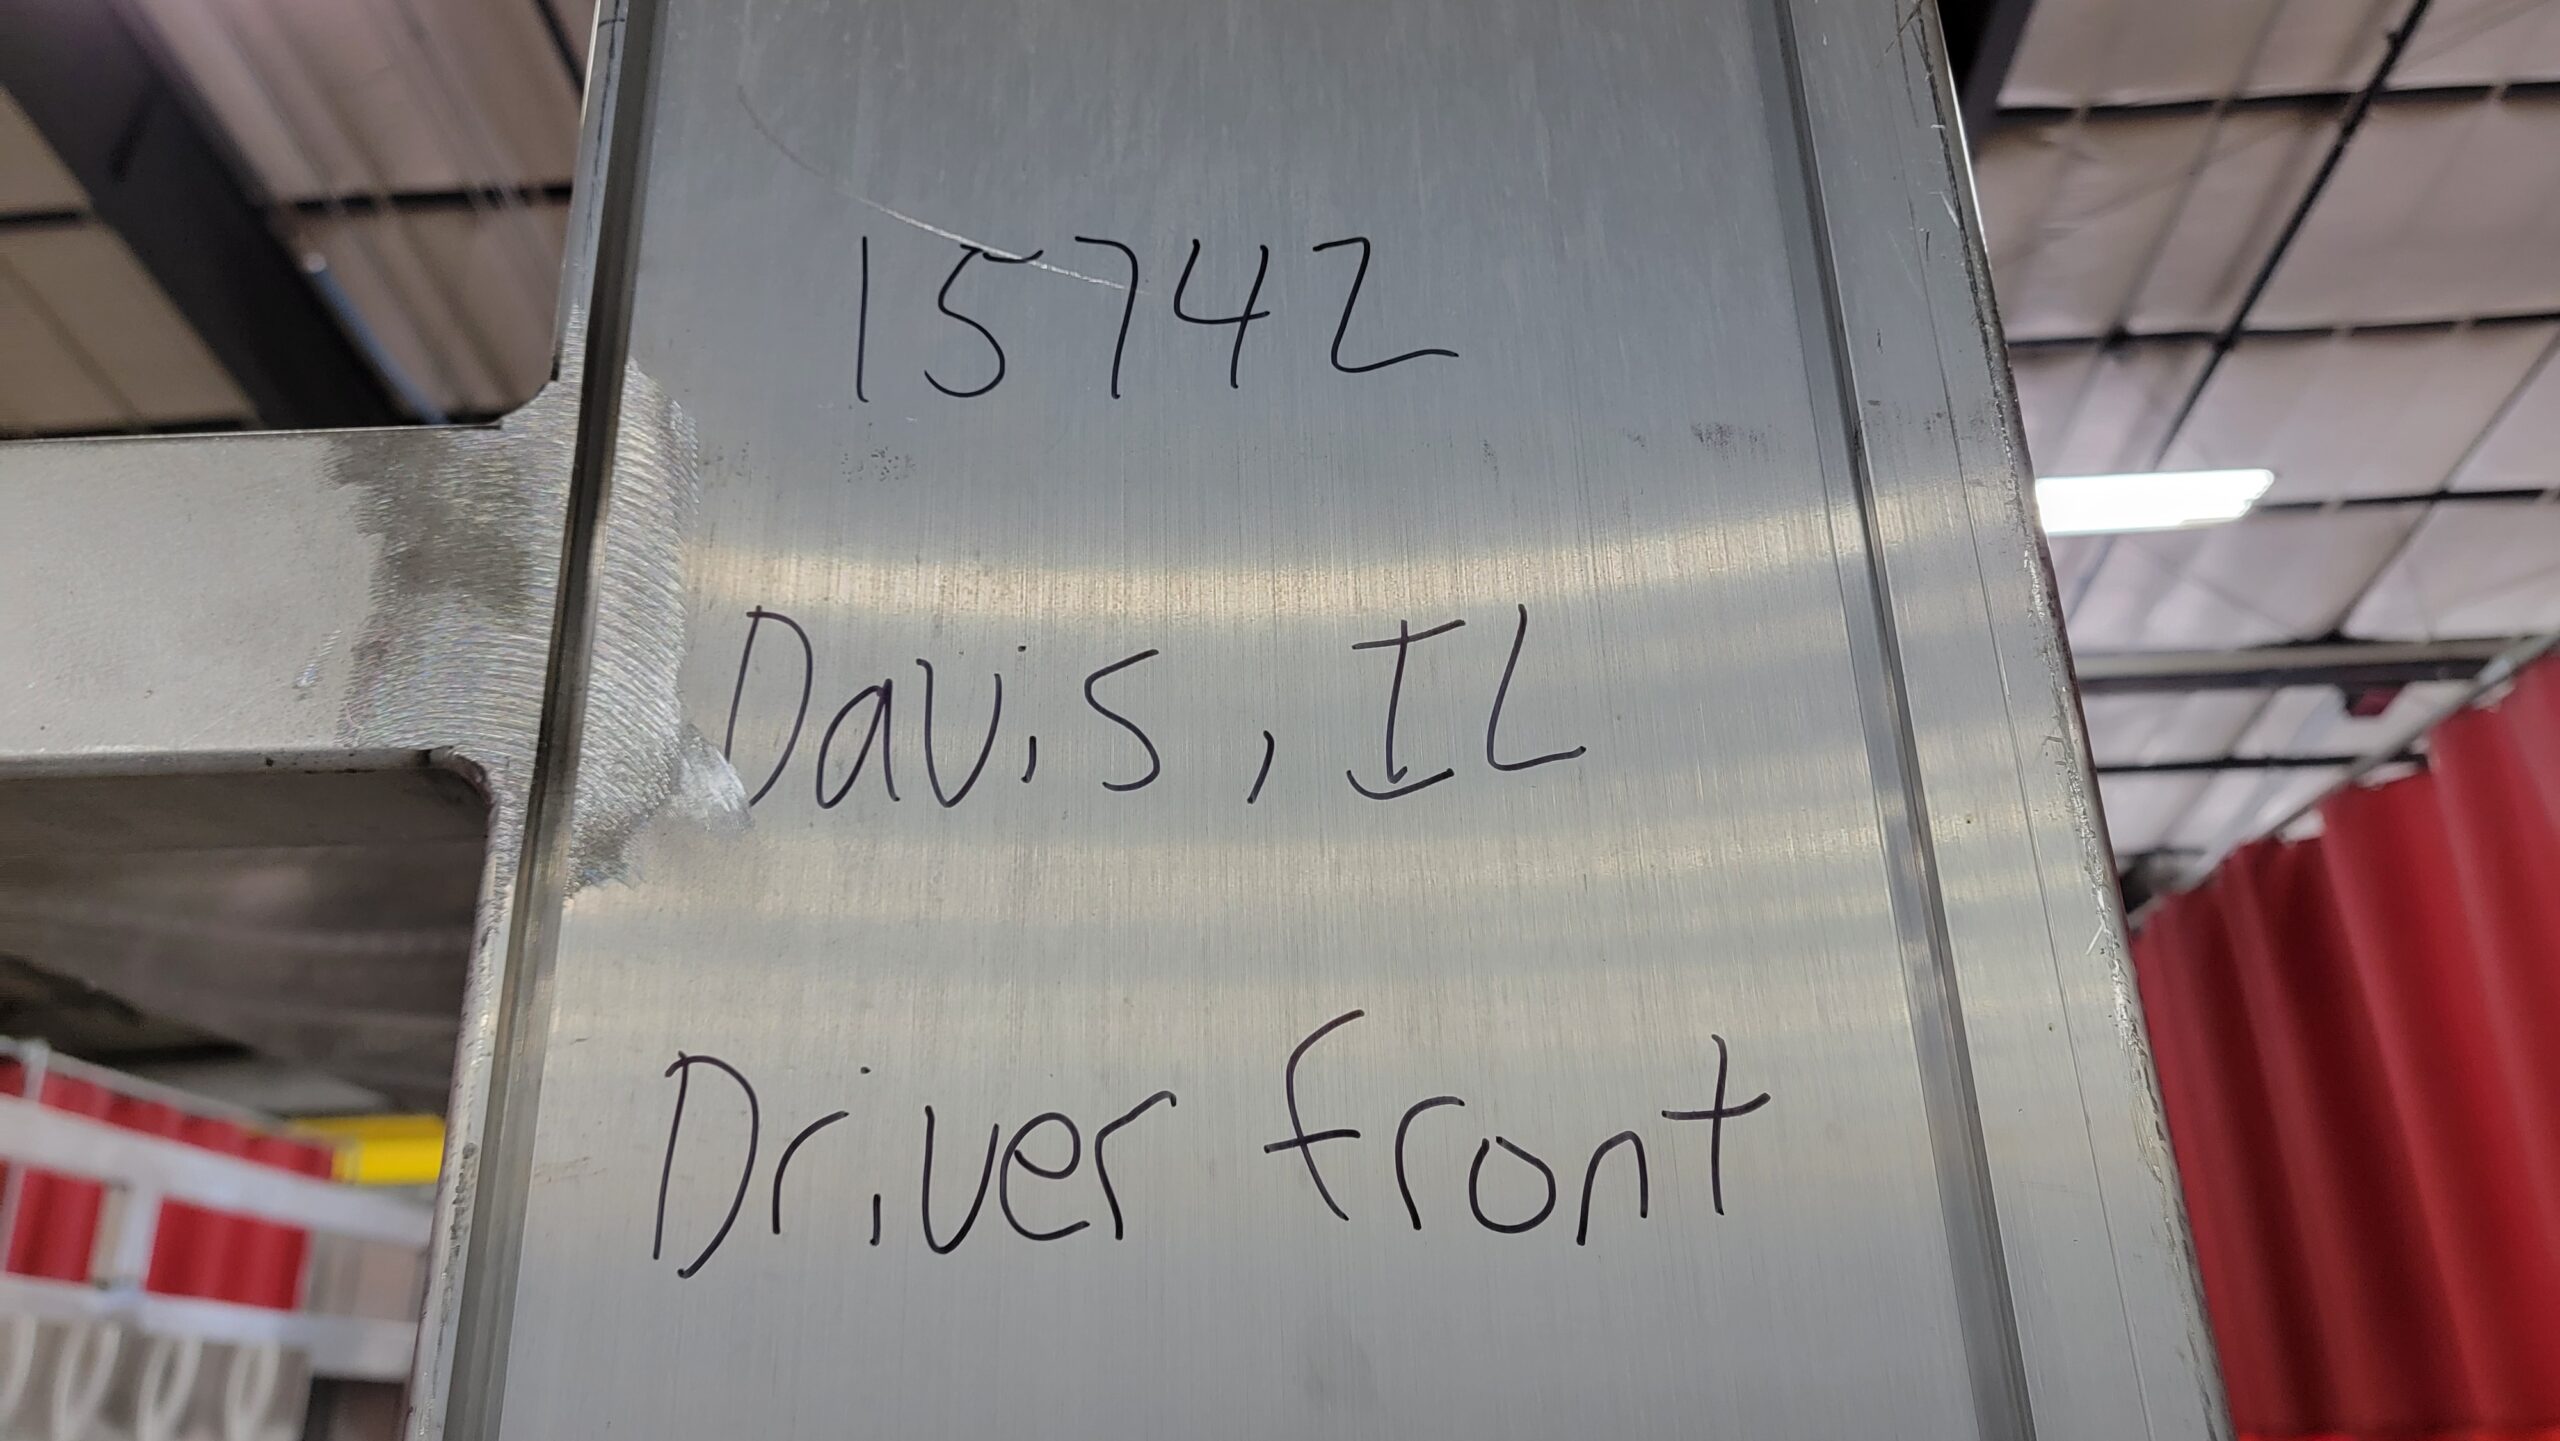 15742
Davis, IL
Driver front